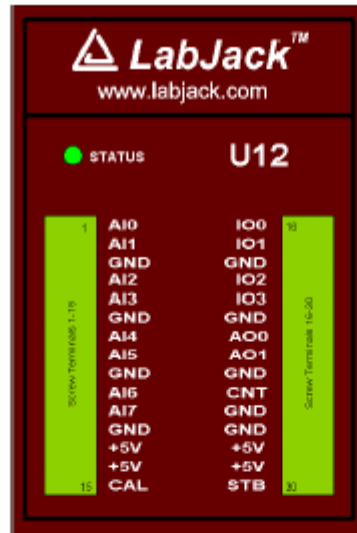 LabJack™
www.labjack.com
STATUS
U12
1
Screw Terminals 1-15
15
AI0
AI1
GND
AI2
AI3
GND
AI4
AI5
GND
AI6
AI7
GND
+5V
+5V
CAL
IO0
IO1
GND
IO2
IO3
GND
AO0
AO1
GND
CNT
GND
GND
+5V
+5V
STB
16
Screw Terminals 16-30
30